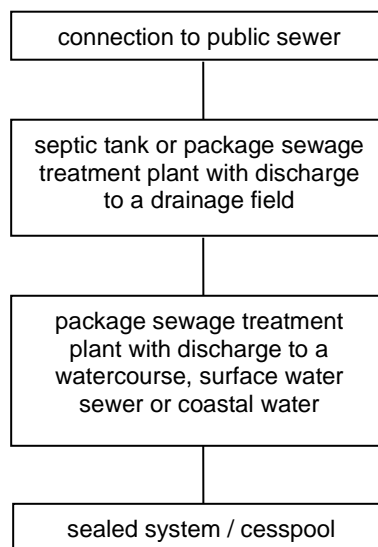 connection to public sewer
septic tank or package sewage
treatment plant with discharge
to a drainage field
package sewage treatment
plant with discharge to a
watercourse, surface water
sewer or coastal water
sealed system / cesspool